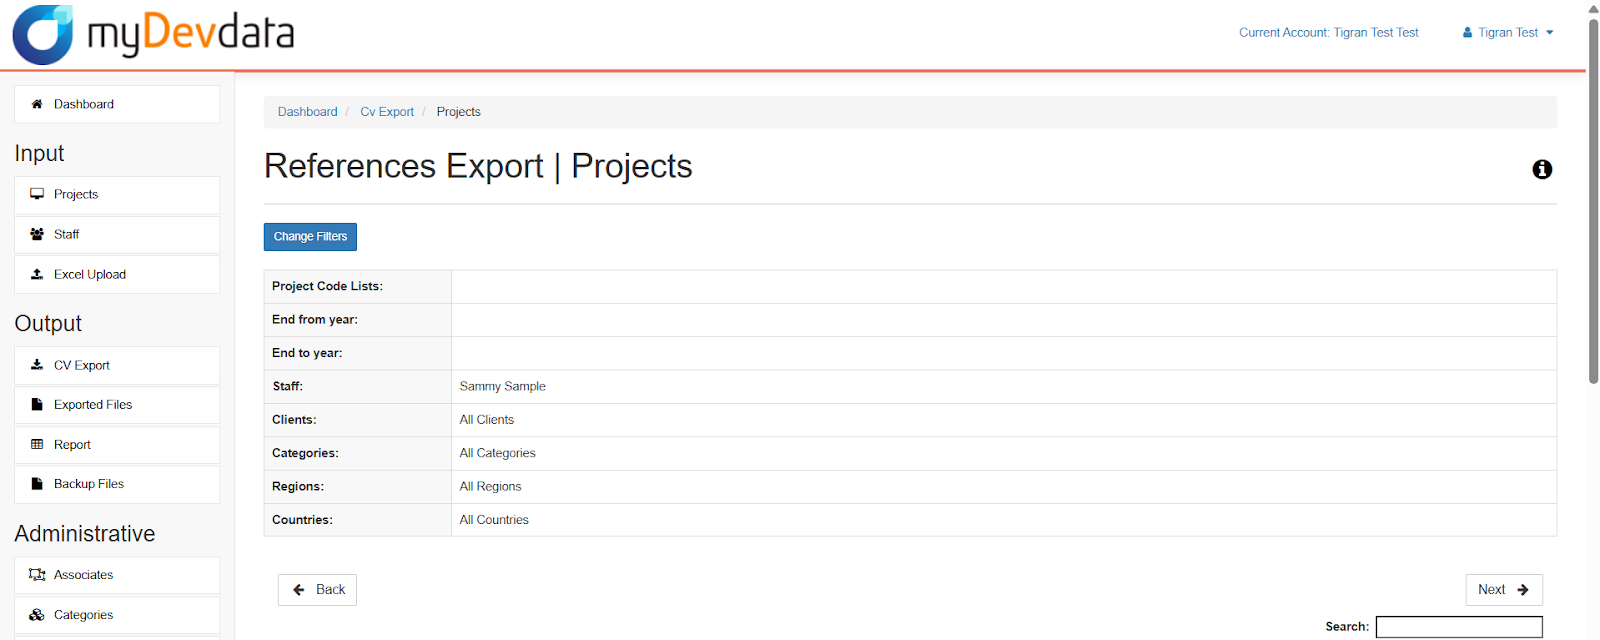 myDevdata
Current Account: Tigran Test Test
Tigran Test
Dashboard
Input
Projects
Staff
Excel Upload
Output
CV Export
Exported Files
Report
Backup Files
Administrative
Associates
Categories
Dashboard / Cv Export / Projects
References Export | Projects
Change Filters
Project Code Lists:
End from year:
End to year:
Staff: Sammy Sample
Clients: All Clients
Categories: All Categories
Regions: All Regions
Countries: All Countries
Back
Next
Search: